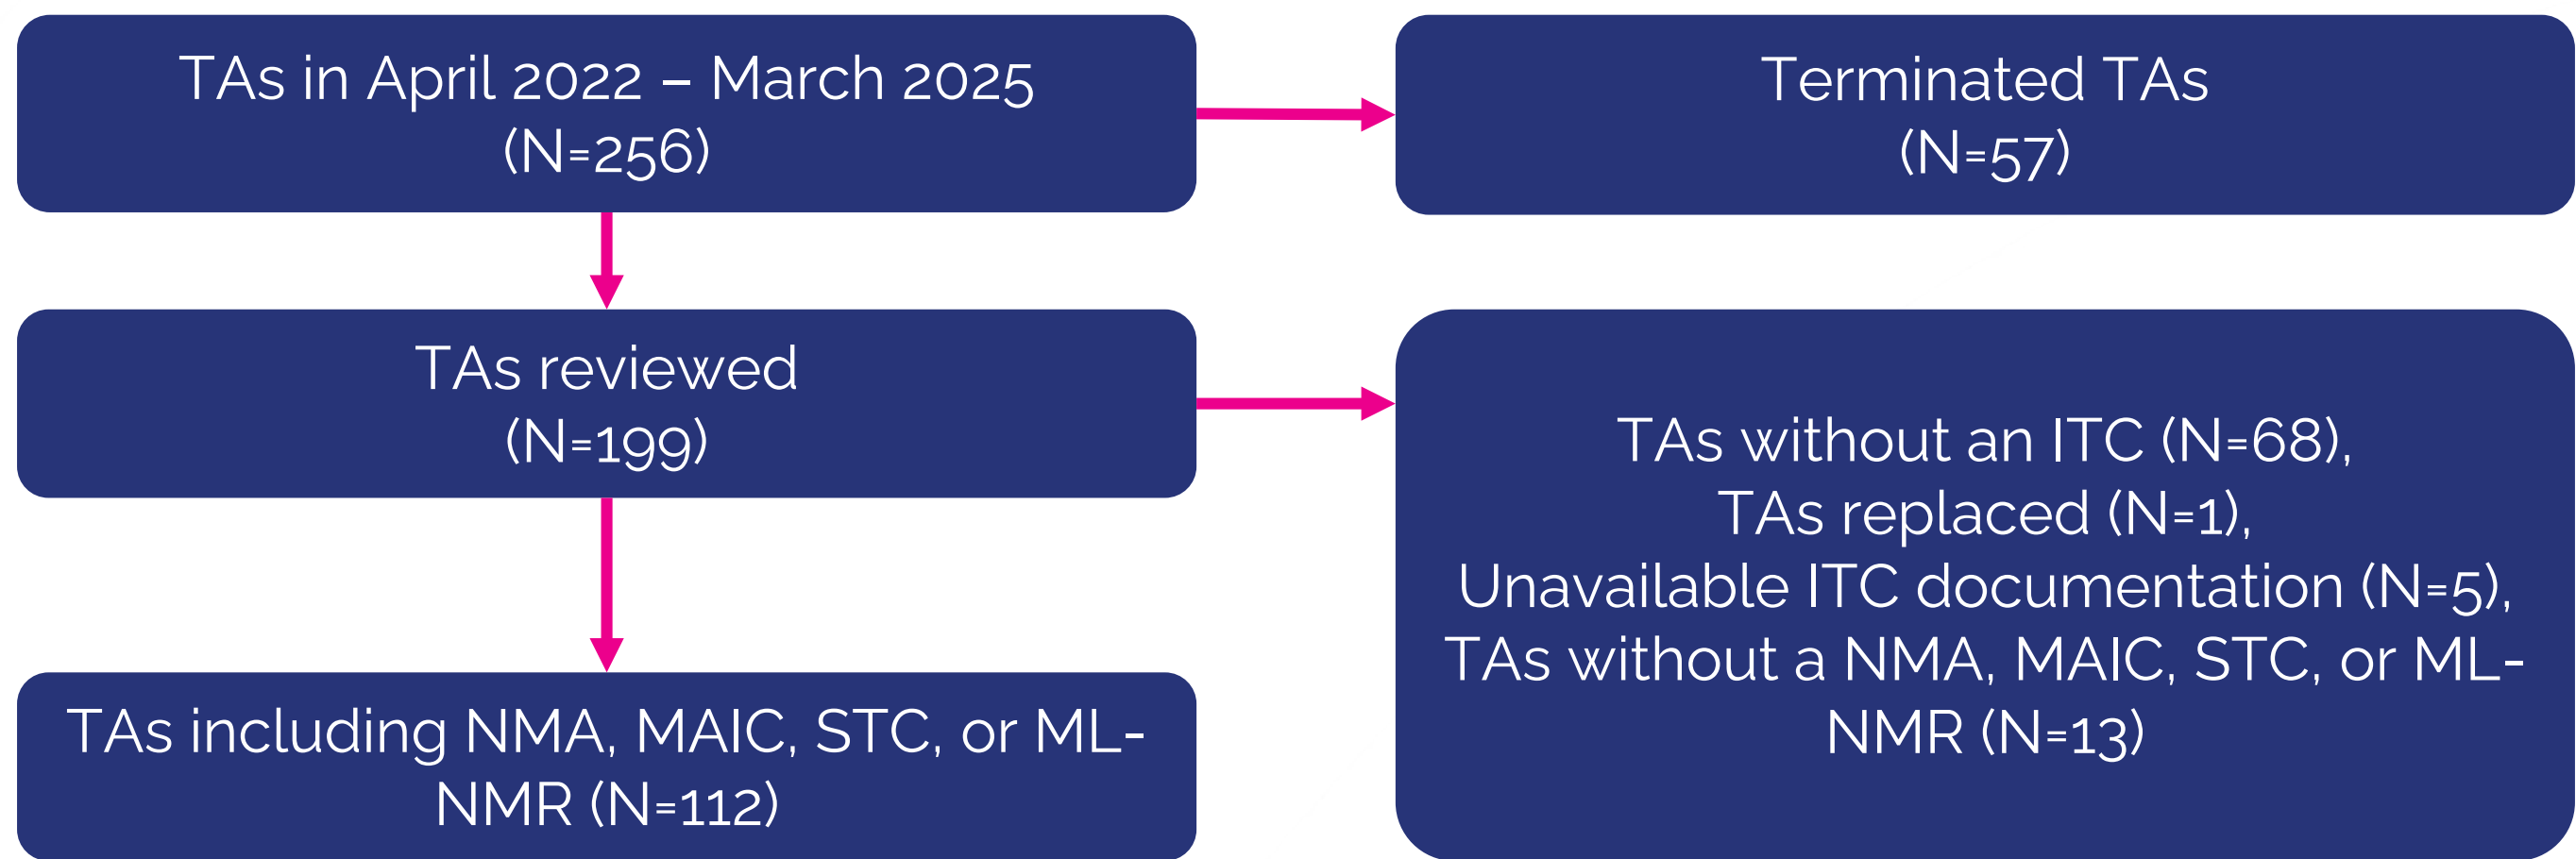 TAs in April 2022 – March 2025
(N=256)
Terminated TAs
(N=57)
TAs reviewed
(N=199)
TAs without an ITC (N=68),
TAs replaced (N=1),
Unavailable ITC documentation (N=5),
TAs without a NMA, MAIC, STC, or ML-
NMR (N=13)
TAs including NMA, MAIC, STC, or ML-
NMR (N=112)